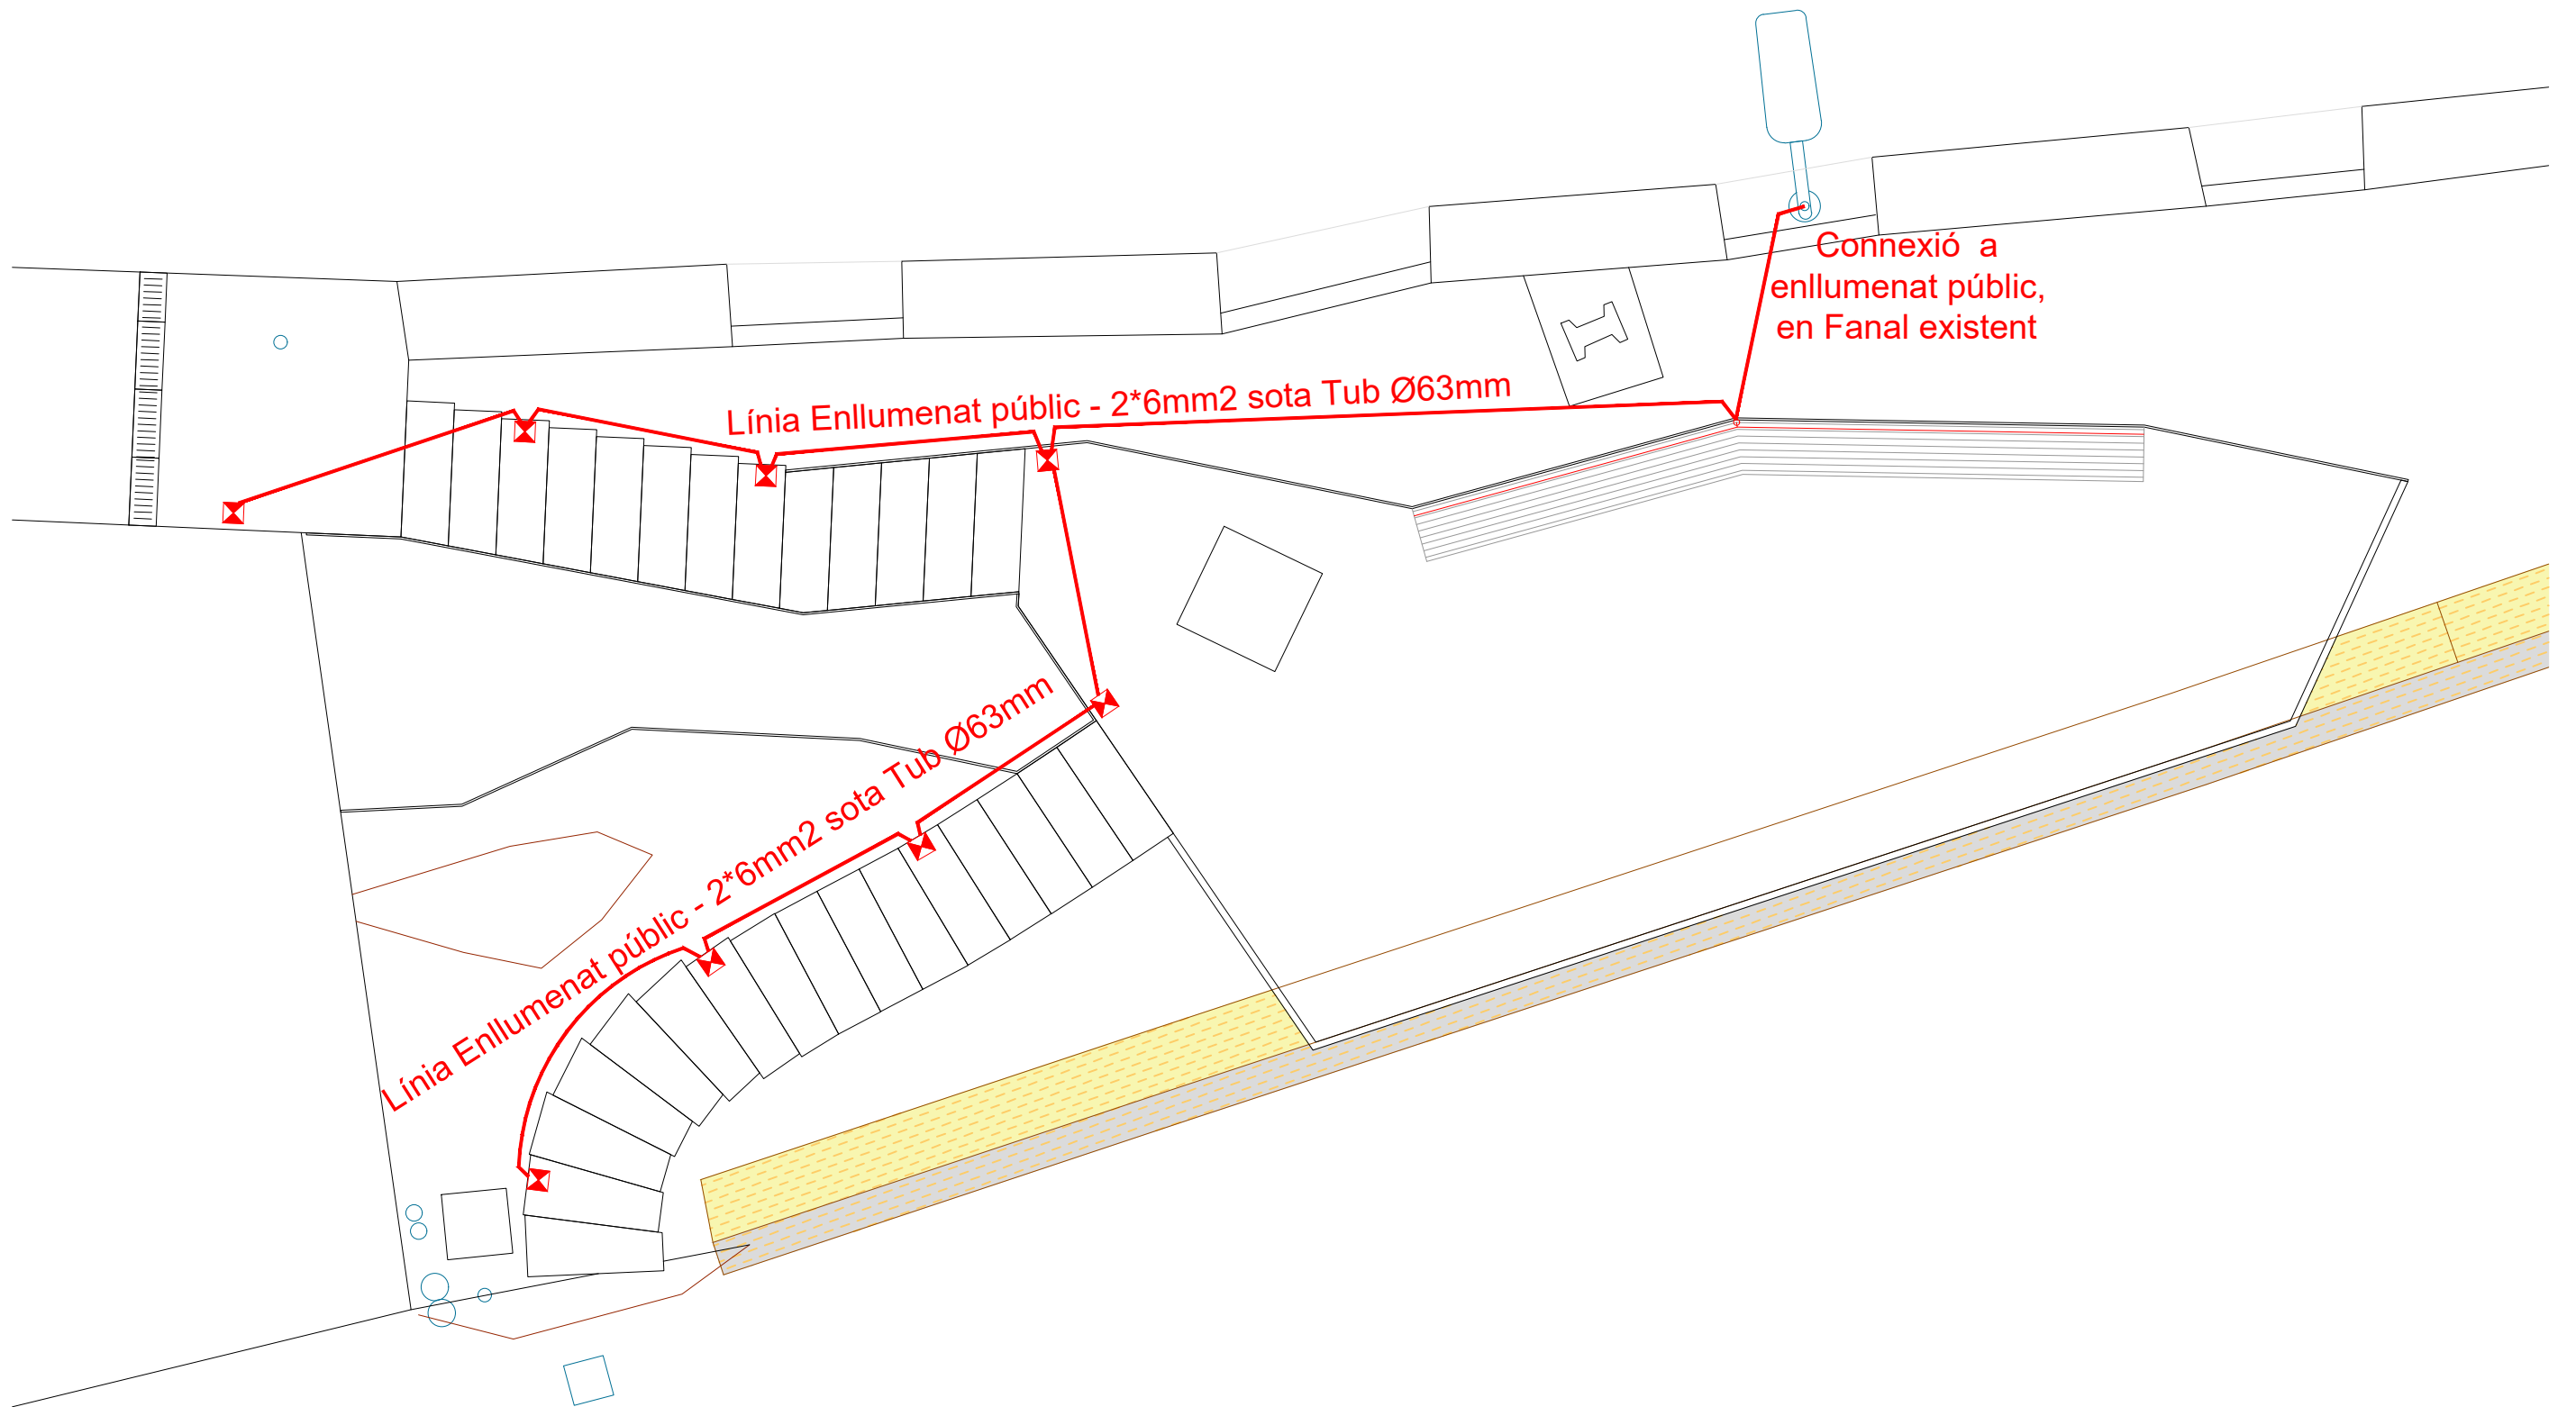 Connexió a
enllumenat públic,
en Fanal existent
Línia Enllumenat públic - 2*6mm2 sota Tub Ø63mm
Línia Enllumenat públic - 2*6mm2 sota Tub Ø63mm